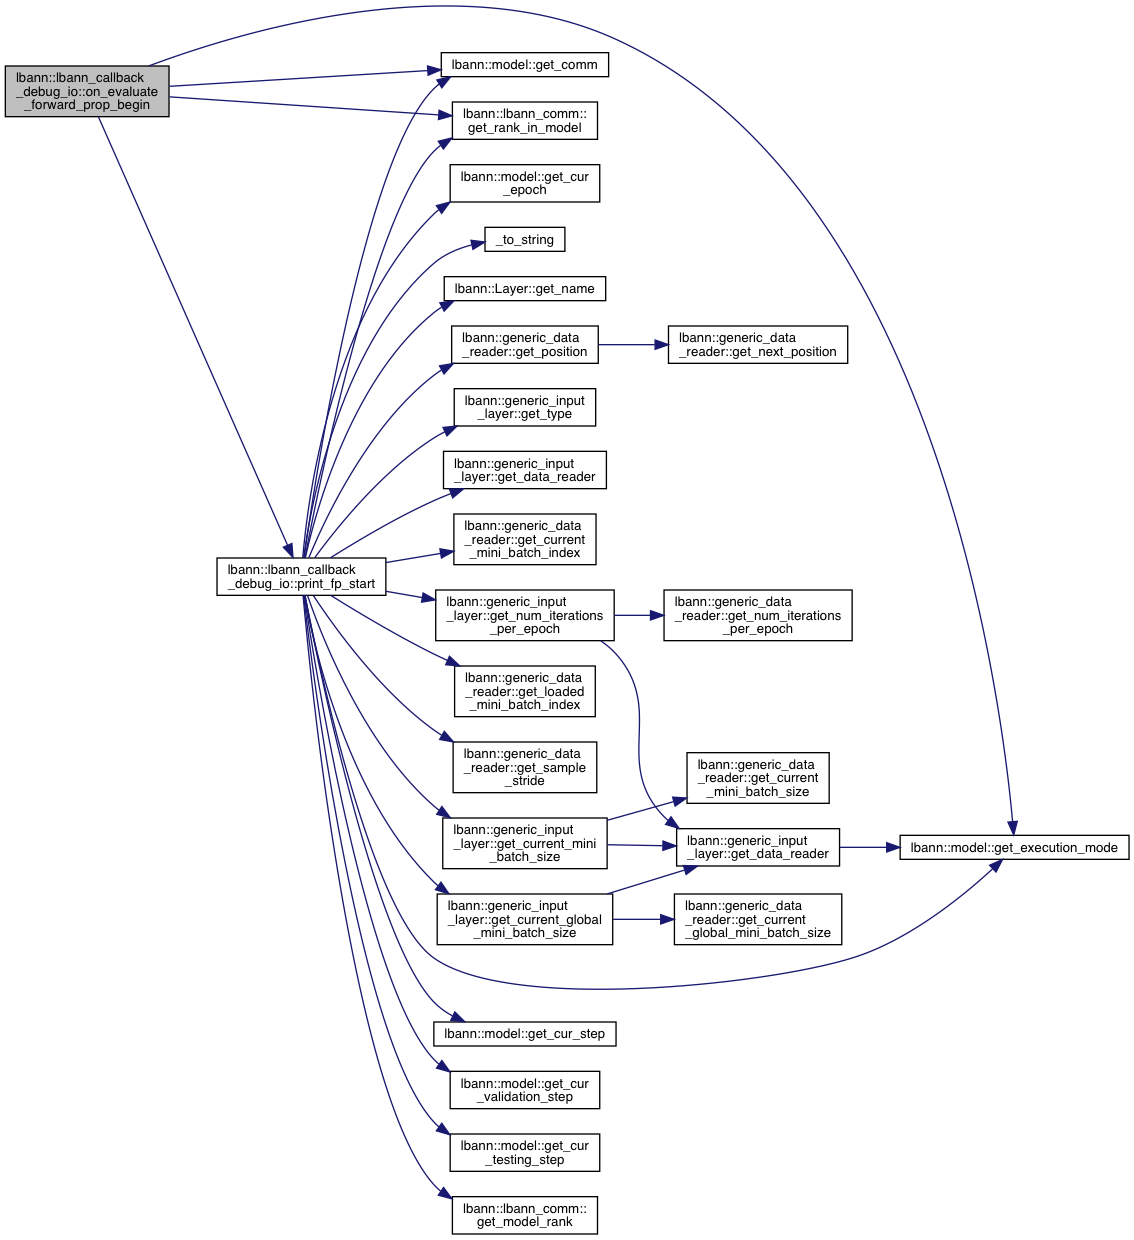 lbann::lbann_callback
_debug_io::on_evaluate
_forward_prop_begin
lbann::model::get_comm
lbann::lbann_comm::
get_rank_in_model
lbann::model::get_cur
_epoch
_to_string
lbann::Layer::get_name
lbann::generic_data
_reader::get_position
lbann::generic_data
_reader::get_next_position
lbann::generic_input
_layer::get_type
lbann::generic_input
_layer::get_data_reader
lbann::generic_data
_reader::get_current
_mini_batch_index
lbann::lbann_callback
_debug_io::print_fp_start
lbann::generic_input
_layer::get_num_iterations
_per_epoch
lbann::generic_data
_reader::get_num_iterations
_per_epoch
lbann::generic_data
_reader::get_loaded
_mini_batch_index
lbann::generic_data
_reader::get_sample
_stride
lbann::generic_data
_reader::get_current
_mini_batch_size
lbann::generic_input
_layer::get_current_mini
_batch_size
lbann::generic_input
_layer::get_data_reader
lbann::model::get_execution_mode
lbann::generic_input
_layer::get_current_global
_mini_batch_size
lbann::generic_data
_reader::get_current
_global_mini_batch_size
lbann::model::get_cur_step
lbann::model::get_cur
_validation_step
lbann::model::get_cur
_testing_step
lbann::lbann_comm::
get_model_rank